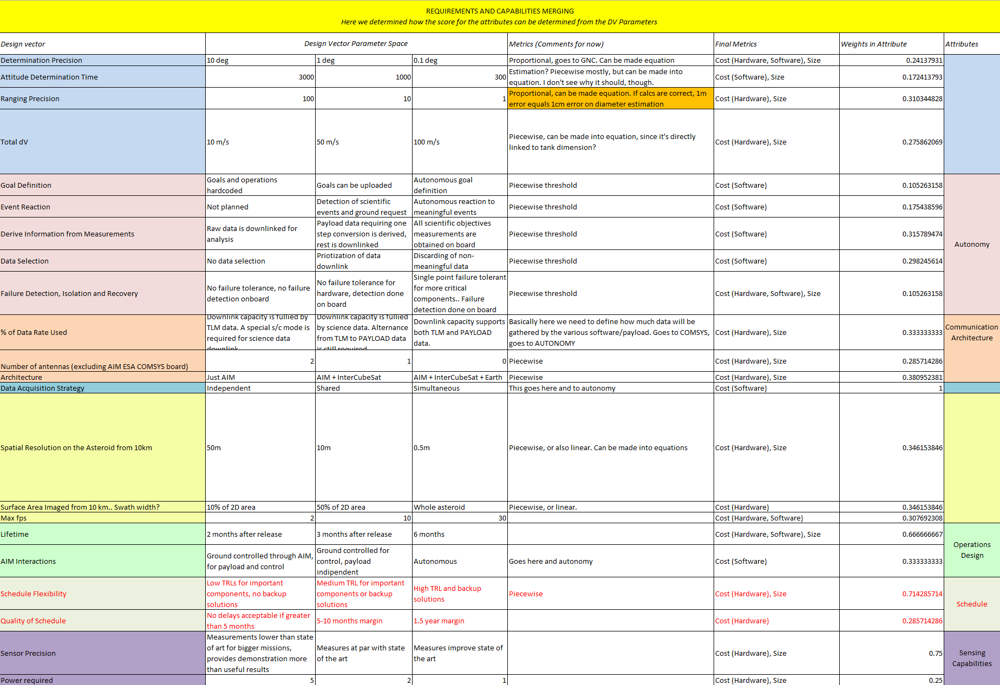 REQUIREMENTS AND CAPABILITIES MERGING
Here we determined how the score for the attributes can be determined from the DV Parameters
Design vector
Design Vector Parameter Space
Metrics (Comments for now)
Final Metrics
Weights in Attribute
Attributes
Determination Precision
10 deg
1 deg
0.1 deg
Proportional, goes to GNC. Can be made equation
Cost (Hardware, Software), Size
0.24137931
Attitude Determination Time
3000
1000
300
Estimation? Piecewise mostly, but can be made into
equation. I don't see why it should, though.
Cost (Software), Size
0.172413793
Ranging Precision
100
10
1
Proportional, can be made equation. If calcs are correct, 1m
error equals 1cm error on diameter estimation
Cost (Hardware), Size
0.310344828
Total dV
10 m/s
50 m/s
100 m/s
Piecewise, can be made into equation, since it's directly
linked to tank dimension?
Cost (Hardware), Size
0.275862069
Goal Definition
Goals and operations
hardcoded
Goals can be uploaded
Autonomous goal
definition
Piecewise threshold
Cost (Software)
0.105263158
Autonomy
Event Reaction
Not planned
Detection of scientific
events and ground request
Autonomous reaction to
meaningful events
Piecewise threshold
Cost (Software)
0.175438596
Derive Information from Measurements
Raw data is downlinked for
analysis
Payload data requiring one
step conversion is derived,
rest is downlinked
All scientific objectives
measurements are
obtained on board
Piecewise threshold
Cost (Software)
0.315789474
Data Selection
No data selection
Priotization of data
downlink
Discarding of non-
meaningful data
Piecewise threshold
Cost (Software)
0.298245614
Failure Detection, Isolation and Recovery
No failure tolerance, no failure
detection onboard
No failure tolerance for
hardware, detection done
on board
Single point failure tolerant
for more critical
components.. Failure
detection done on board
Piecewise threshold
Cost (Hardware, Software), Size
0.105263158
% of Data Rate Used
Downlink capacity is fullied by
TLM data. A special s/c mode is
required for science data
downlink
Downlink capacity is fullied
by science data. Alternance
from TLM to PAYLOAD data
is still required
Downlink capacity supports
both TLM and PAYLOAD
data.
Basically here we need to define how much data will be
gathered by the various software/payload. Goes to COMSYS,
goes to AUTONOMY
Cost (Hardware), Size
0.333333333
Communication
Architecture
Number of antennas (excluding AIM ESA COMSYS board)
2
1
0
Piecewise
Cost (Hardware), Size
0.285714286
Architecture
Just AIM
AIM + InterCubeSat
AIM + InterCubeSat + Earth
Piecewise
Cost (Hardware), Size
0.380952381
Data Acquisition Strategy
Independent
Shared
Simultaneous
This goes here and to autonomy
Cost (Software)
1
Spatial Resolution on the Asteroid from 10km
50m
10m
0.5m
Piecewise, or also linear. Can be made into equations
Cost (Hardware), Size
0.346153846
Surface Area Imaged from 10 km.. Swath width?
10% of 2D area
50% of 2D area
Whole asteroid
Piecewise, or linear.
Cost (Hardware)
0.346153846
Max fps
2
10
30
Cost (Hardware, Software)
0.307692308
Lifetime
2 months after release
3 months after release
6 months
Cost (Hardware, Software), Size
0.666666667
Operations
Design
AIM Interactions
Ground controlled through AIM,
for payload and control
Ground controlled for
control, payload
indipendent
Autonomous
Goes here and autonomy
Cost (Software)
0.333333333
Schedule Flexibility
Low TRLs for important
components, no backup
solutions
Medium TRL for important
components or backup
solutions
High TRL and backup
solutions
Piecewise
Cost (Hardware), Size
0.714285714
Schedule
Quality of Schedule
No delays acceptable if greater
than 5 months
5-10 months margin
1.5 year margin
Cost (Hardware)
0.285714286
Sensor Precision
Measurements lower than state
of art for bigger missions,
provides demonstration more
than useful results
Measures at par with state
of the art
Measures improve state of
the art
Cost (Hardware), Size
0.75
Sensing
Capabilities
Power required
5
2
1
Cost (Hardware), Size
0.25